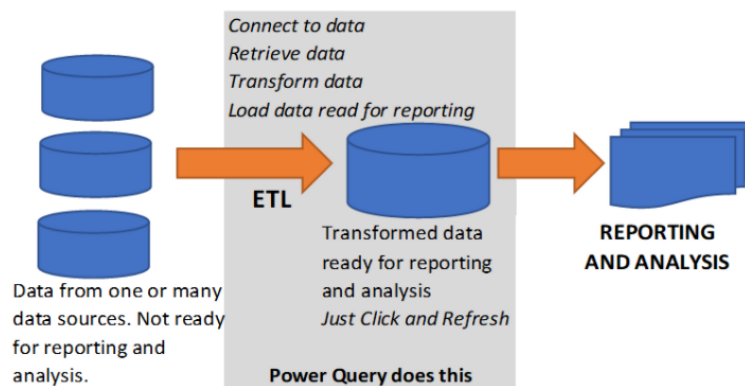 Connect to data
Retrieve data
Transform data
Load data read for reporting
ETL
Transformed data
ready for reporting
and analysis
Just Click and Refresh
REPORTING
AND ANALYSIS
Data from one or many
data sources. Not ready
for reporting and
analysis.
Power Query does this